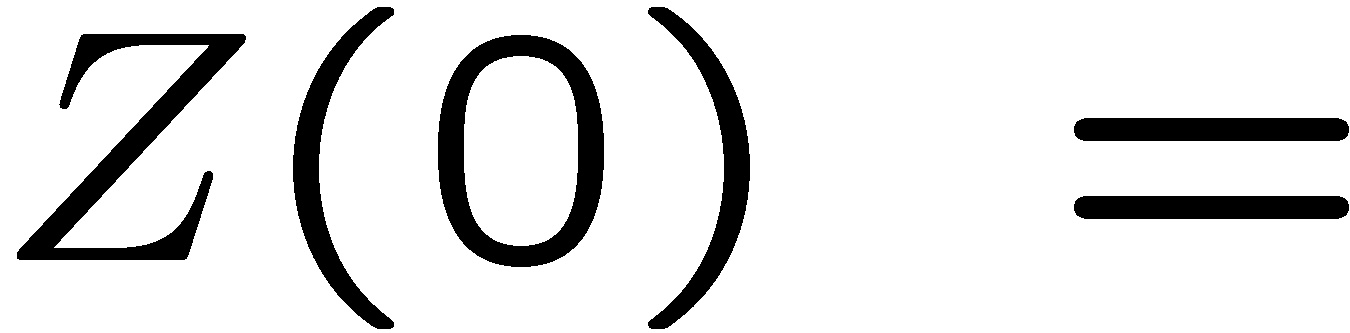 Z(0) =